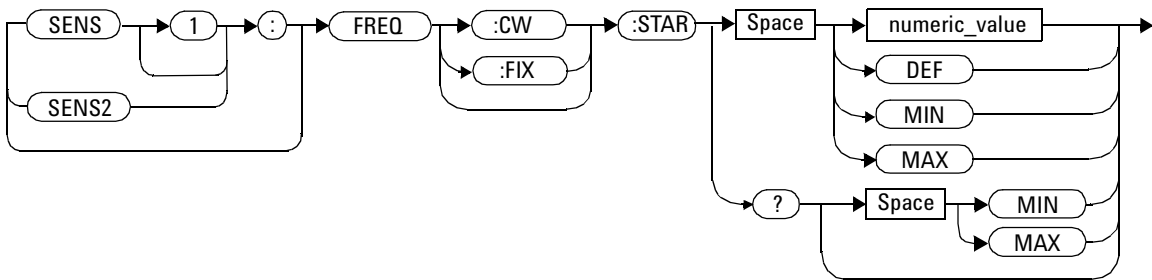 SENS 1 : FREQ :CW :STAR Space numeric_value
:FIX DEF
SENS2 MIN
MAX
? Space MIN
MAX